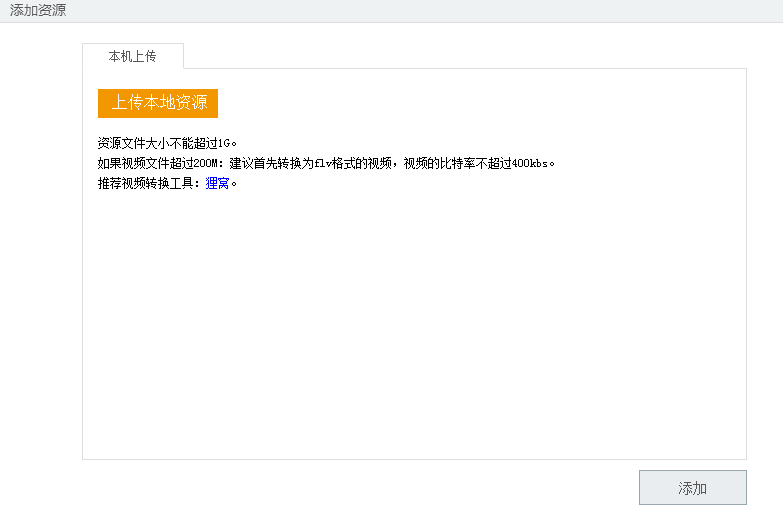 添加资源
本机上传
上传本地资源
资源文件大小不能超过1G。
如果视频文件超过200M：建议首先转换为flv格式的视频，视频的比特率不超过400kbs。
推荐视频转换工具：狸窝。
添加